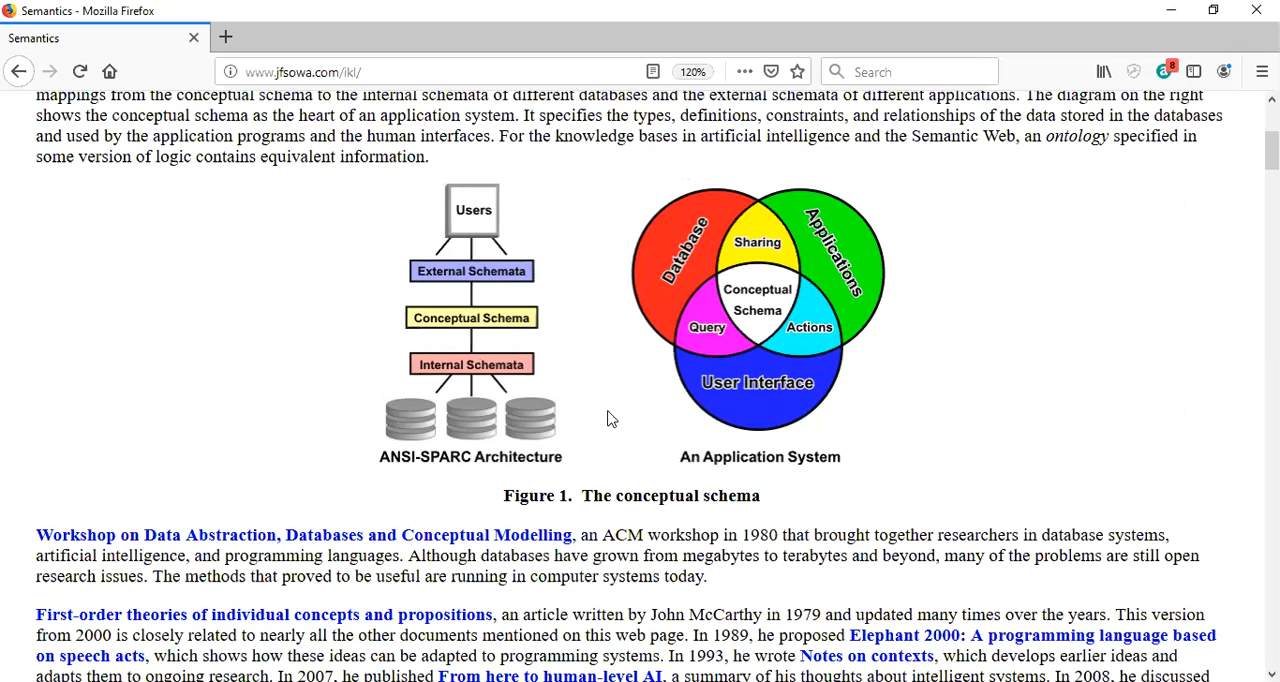 Semantics - Mozilla Firefox
Semantics
www.jfsowa.com/ikl/
120%
Search
8
mappings from the conceptual schema to the internal schemata of different databases and the external schemata of different applications. The diagram on the right
shows the conceptual schema as the heart of an application system. It specifies the types, definitions, constraints, and relationships of the data stored in the databases
and used by the application programs and the human interfaces. For the knowledge bases in artificial intelligence and the Semantic Web, an ontology specified in
some version of logic contains equivalent information.
Users
External Schemata
Conceptual Schema
Internal Schemata
ANSI-SPARC Architecture
Database
Applications
Sharing
Conceptual
Schema
Query
Actions
User Interface
An Application System
Figure 1. The conceptual schema
Workshop on Data Abstraction, Databases and Conceptual Modelling, an ACM workshop in 1980 that brought together researchers in database systems,
artificial intelligence, and programming languages. Although databases have grown from megabytes to terabytes and beyond, many of the problems are still open
research issues. The methods that proved to be useful are running in computer systems today.
First-order theories of individual concepts and propositions, an article written by John McCarthy in 1979 and updated many times over the years. This version
from 2000 is closely related to nearly all the other documents mentioned on this web page. In 1989, he proposed Elephant 2000: A programming language based
on speech acts, which shows how these ideas can be adapted to programming systems. In 1993, he wrote Notes on contexts, which develops earlier ideas and
adapts them to ongoing research. In 2007, he published From here to human-level AI, a summary of his thoughts about intelligent systems. In 2008, he discussed